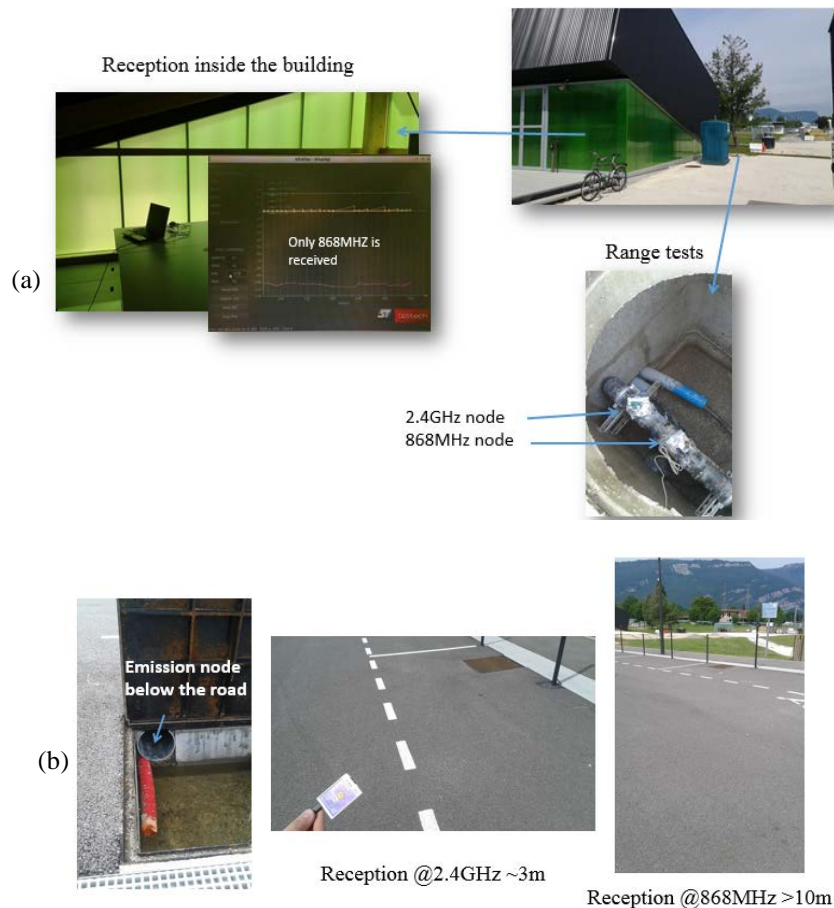 Reception inside the building
(a)
Only 868MHZ is
received
ST
Range tests
2.4GHz node
868MHz node
(b)
Emission node
below the road
Reception @2.4GHz ~3m
Reception @868MHz >10m